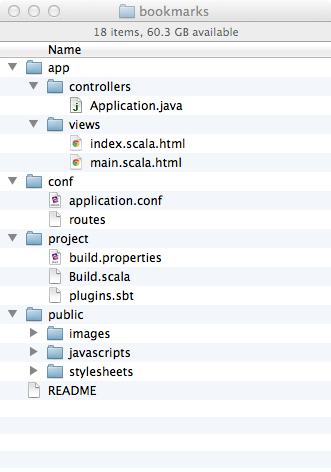 bookmarks
18 items, 60.3 GB available
Name
app
controllers
Application.java
views
index.scala.html
main.scala.html
conf
application.conf
routes
project
build.properties
Build.scala
plugins.sbt
public
images
javascripts
stylesheets
README